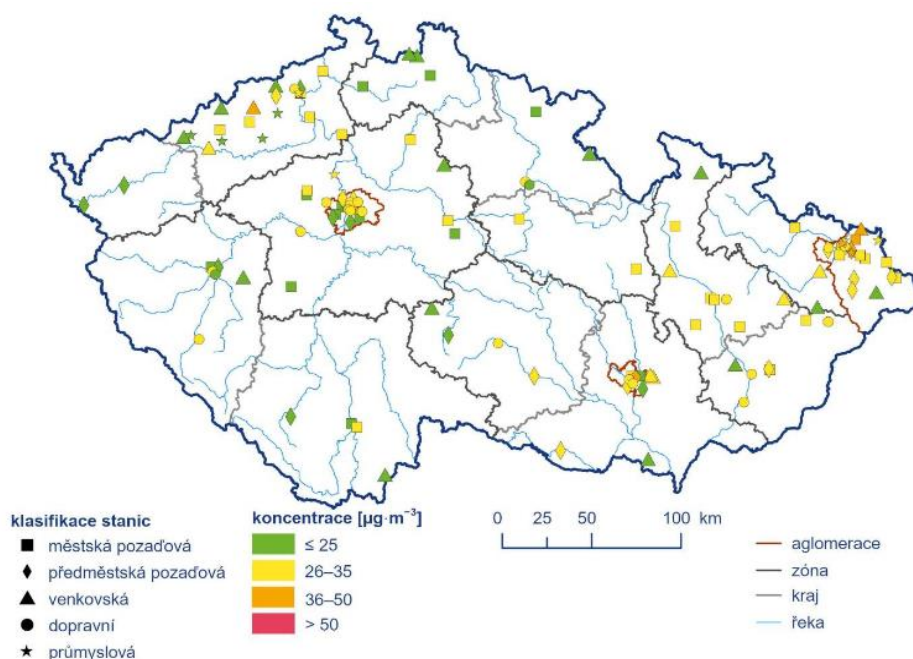 klasifikace stanic
městská pozaďová
předměstská pozaďová
venkovská
dopravní
průmyslová
koncentrace [µg·m⁻³]
≤ 25
26–35
36–50
> 50
0 25 50 100 km
aglomerace
zóna
kraj
řeka